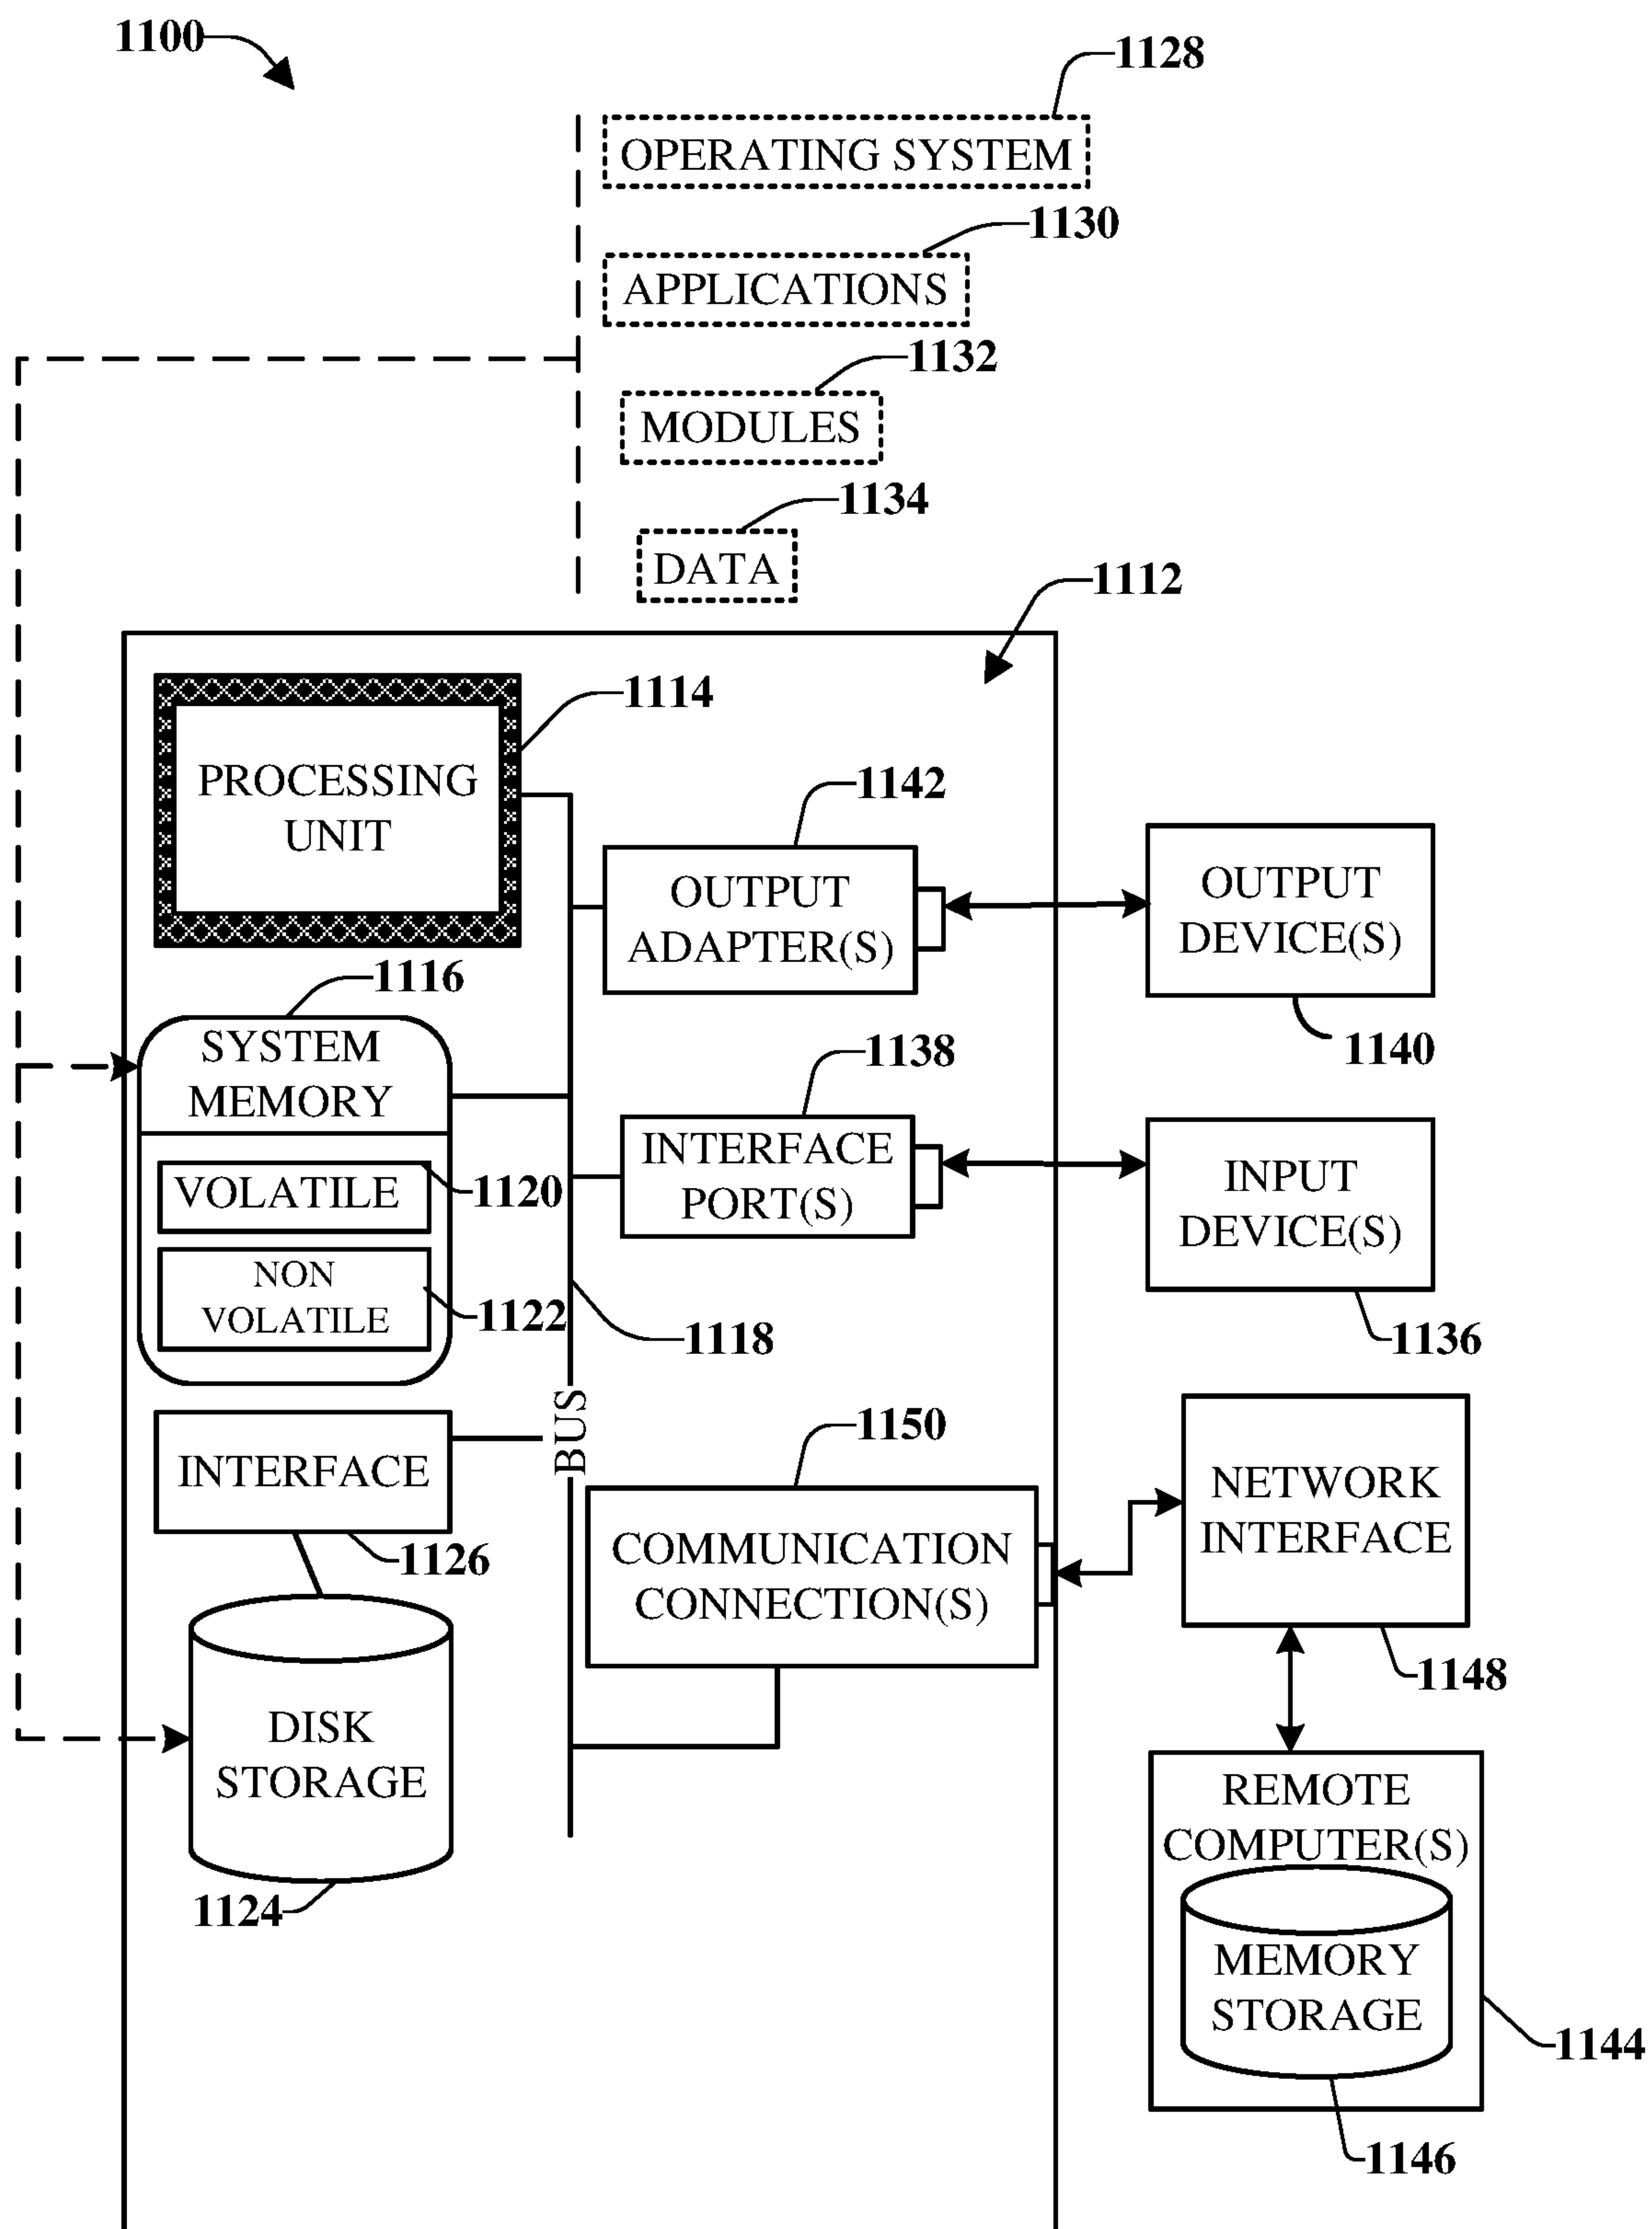 1100
1128
OPERATING SYSTEM
1130
APPLICATIONS
1132
MODULES
1134
DATA
1112
1114
PROCESSING
UNIT
1142
OUTPUT
ADAPTER(S)
OUTPUT
DEVICE(S)
1140
1116
SYSTEM
MEMORY
1138
INTERFACE
PORT(S)
INPUT
DEVICE(S)
1136
VOLATILE
1120
NON
VOLATILE
1122
1118
BUS
INTERFACE
1126
1150
COMMUNICATION
CONNECTION(S)
NETWORK
INTERFACE
1148
DISK
STORAGE
1124
REMOTE
COMPUTER(S)
MEMORY
STORAGE
1144
1146